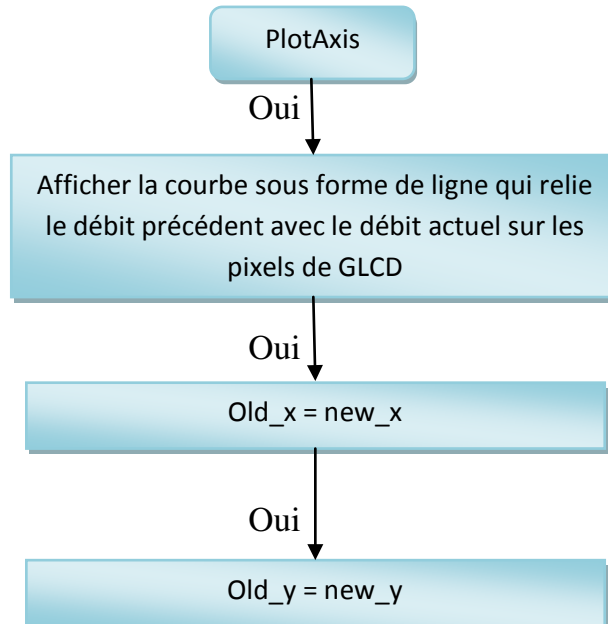 PlotAxis
Oui
Afficher la courbe sous forme de ligne qui relie
le débit précédent avec le débit actuel sur les
pixels de GLCD
Oui
Old_x = new_x
Oui
Old_y = new_y